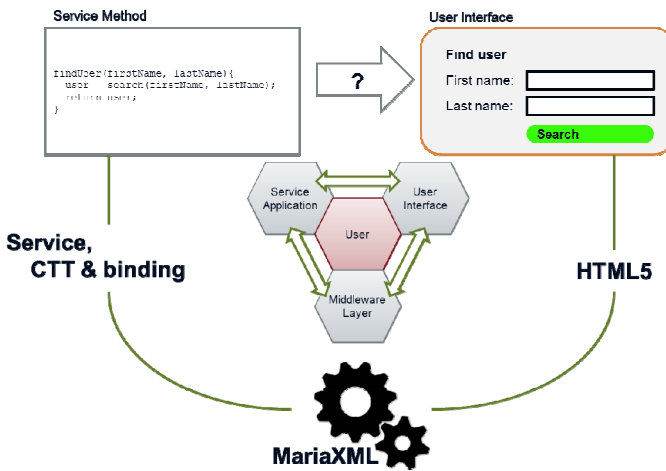 Service Method
User Interface
findUser(firstName, lastName){
user = search(firstName, lastName);
return user;
}
?
Find user
First name:
Last name:
Search
Service
Application
User
Interface
User
Middleware
Layer
Service,
CTT & binding
HTML5
MariaXML